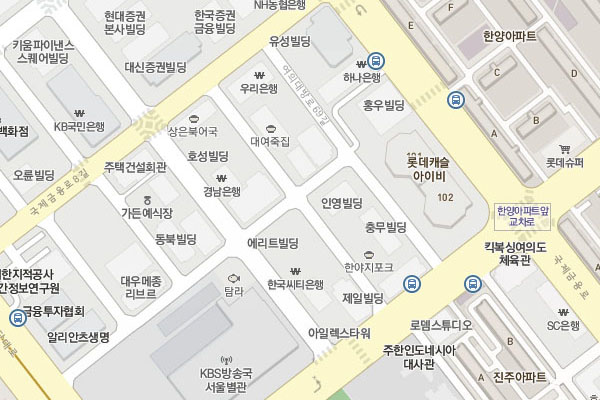 NH농협은행
현대증권
본사빌딩
한국증권
금융빌딩
한양아파트
키움파이낸스
스퀘어빌딩
유성빌딩
대신증권빌딩
하나은행
우리은행
여의대방로69길
홍우빌딩
KB국민은행
백화점
상은북어국
대여죽집
롯데슈퍼
호성빌딩
101
롯데캐슬
아이비
주택건설회관
오륜빌딩
경남은행
102
국제금융로8길
인영빌딩
가든예식장
한양아파트앞
교차로
충무빌딩
동북빌딩
에리트빌딩
킥복싱여의도
체육관
국제금융로
한야지포크
대한지적공사
간정보연구원
대우메종
리브르
탐라
한국씨티은행
제일빌딩
금융투자협회
로뎀스튜디오
SC은행
알리안츠생명
아일렉스타워
주한인도네시아
대사관
KBS방송국
서울별관
진주아파트